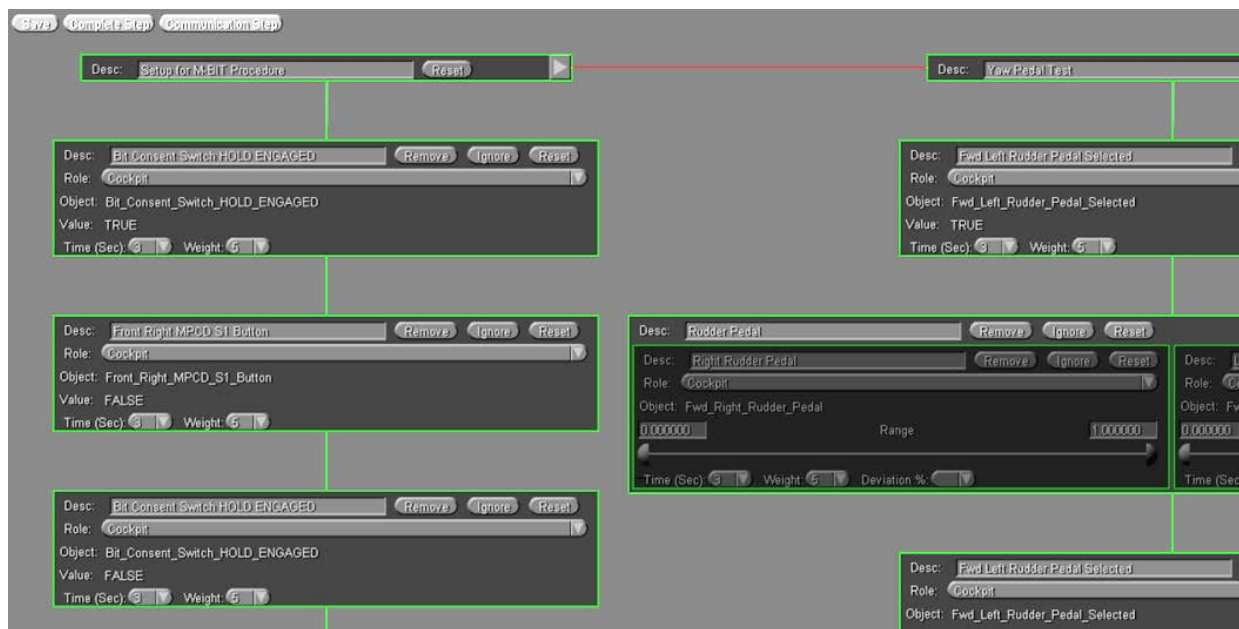 Save Complete Step Communication Step
Desc: Setup for M-BIT Procedure Reset
Desc: Yaw Pedal Test
Desc: Bit Consent Switch HOLD ENGAGED Remove Ignore Reset
Role: Cockpit
Object: Bit_Consent_Switch_HOLD_ENGAGED
Value: TRUE
Time (Sec): 3 Weight: 5
Desc: Fwd Left Rudder Pedal Selected
Role: Cockpit
Object: Fwd_Left_Rudder_Pedal_Selected
Value: TRUE
Time (Sec): 3 Weight: 5
Desc: Front Right MPCD S1 Button Remove Ignore Reset
Role: Cockpit
Object: Front_Right_MPCD_S1_Button
Value: FALSE
Time (Sec): 3 Weight: 5
Desc: Rudder Pedal Remove Ignore Reset
Desc: Right Rudder Pedal Remove Ignore Reset
Role: Cockpit
Object: Fwd_Right_Rudder_Pedal
0.000000 Range 1.000000
Time (Sec): 3 Weight: 5 Deviation %:
Desc:
Role:
Object: Fw
0.000000
Time (Sec
Desc: Bit Consent Switch HOLD ENGAGED Remove Ignore Reset
Role: Cockpit
Object: Bit_Consent_Switch_HOLD_ENGAGED
Value: FALSE
Time (Sec): 3 Weight: 5
Desc: Fwd Left Rudder Pedal Selected
Role: Cockpit
Object: Fwd_Left_Rudder_Pedal_Selected